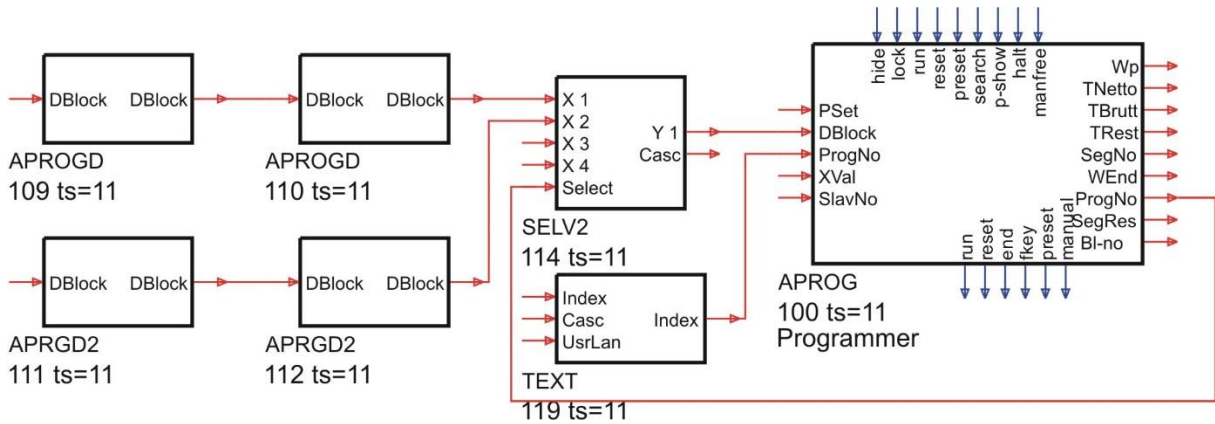 DBlock DBlock
APROGD
109 ts=11
DBlock DBlock
APROGD
110 ts=11
DBlock DBlock
APRGD2
111 ts=11
DBlock DBlock
APRGD2
112 ts=11
X 1
X 2
X 3
X 4
Select
Y 1
Casc
SELV2
114 ts=11
Index
Casc
UsrLan
Index
TEXT
119 ts=11
hide
lock
run
reset
preset
search
p-show
halt
manfree
PSet
DBlock
ProgNo
XVal
SlavNo
Wp
TNetto
TBrutt
TRest
SegNo
WEnd
ProgNo
SegRes
Bl-no
run
reset
end
fkey
preset
manual
APROG
100 ts=11
Programmer